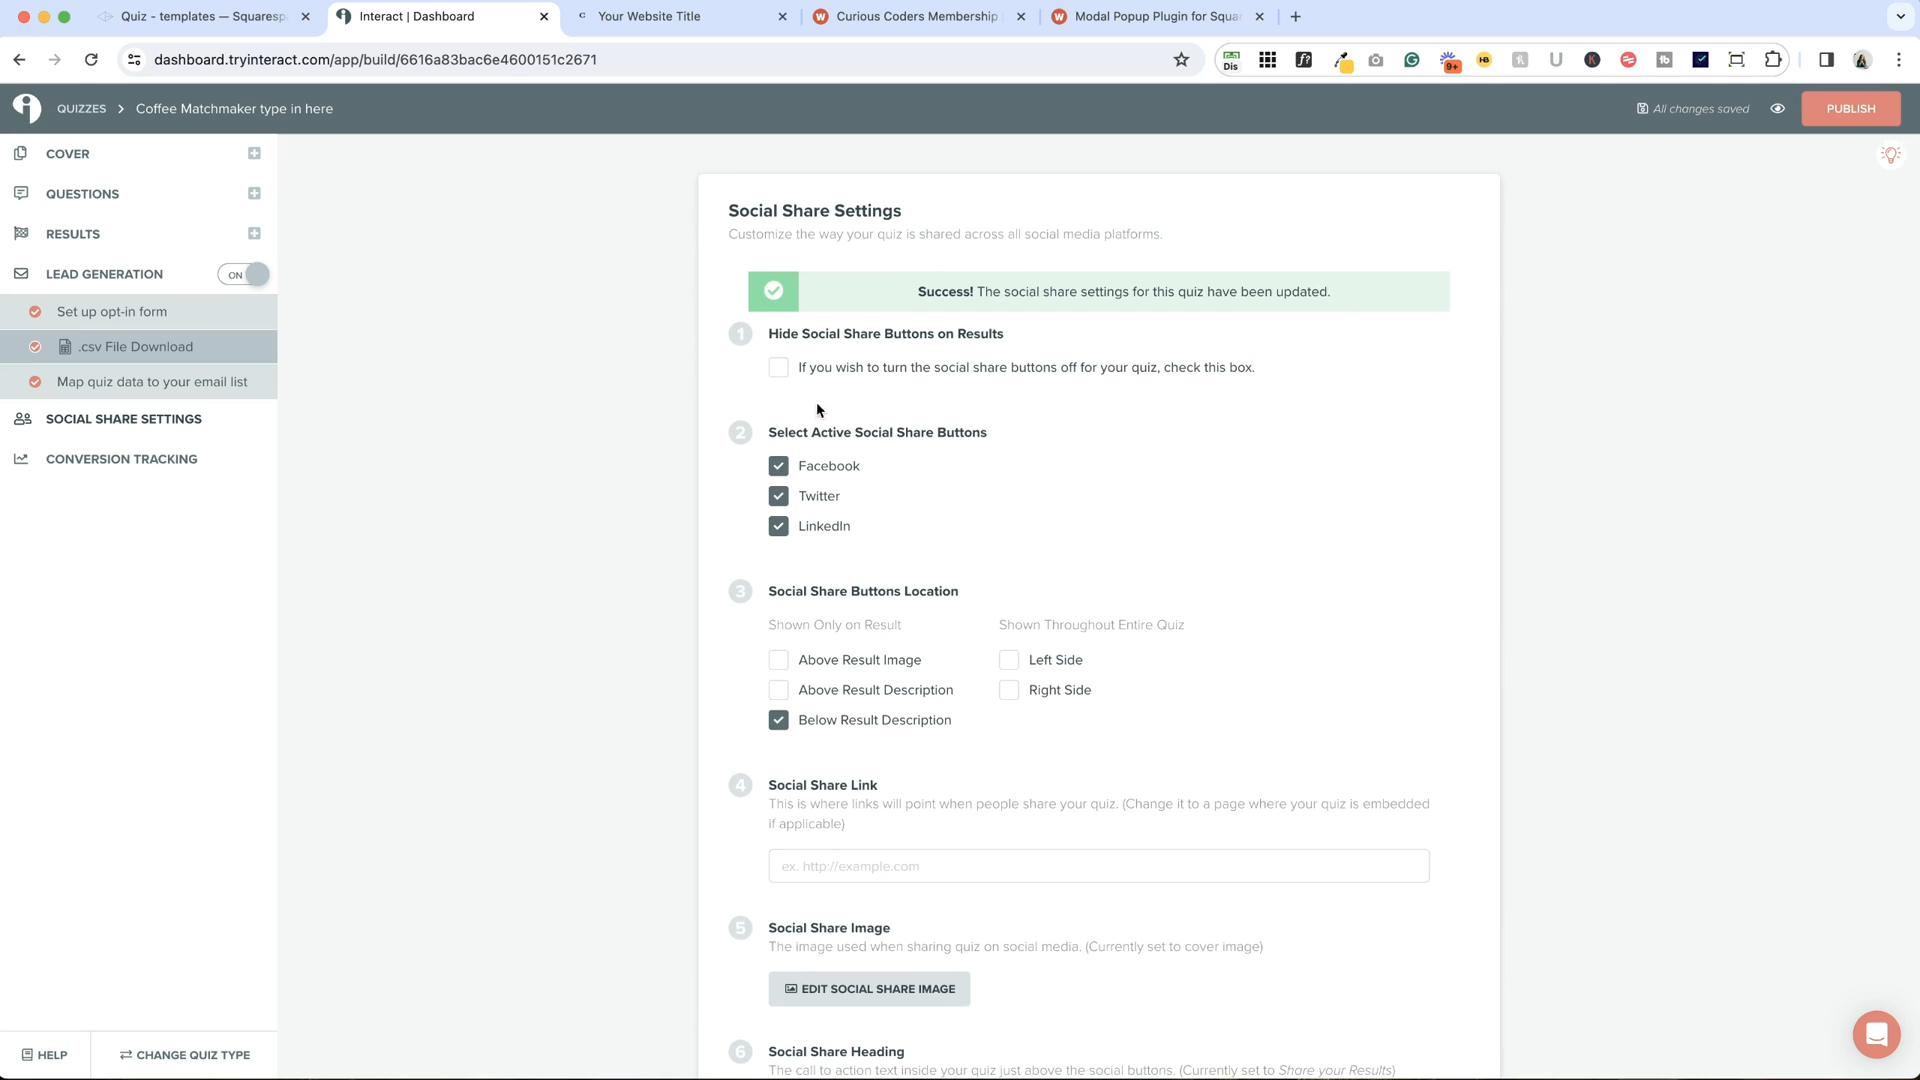 Quiz - templates — Squaresp
Interact | Dashboard
Your Website Title
Curious Coders Membership
Modal Popup Plugin for Squa
dashboard.tryinteract.com/app/build/6616a83bac6e4600151c2671
Dis
9+
QUIZZES > Coffee Matchmaker type in here
All changes saved
PUBLISH
COVER
QUESTIONS
RESULTS
LEAD GENERATION
ON
Set up opt-in form
.csv File Download
Map quiz data to your email list
SOCIAL SHARE SETTINGS
CONVERSION TRACKING
HELP
CHANGE QUIZ TYPE
Social Share Settings
Customize the way your quiz is shared across all social media platforms.
Success! The social share settings for this quiz have been updated.
1 Hide Social Share Buttons on Results
If you wish to turn the social share buttons off for your quiz, check this box.
2 Select Active Social Share Buttons
Facebook
Twitter
LinkedIn
3 Social Share Buttons Location
Shown Only on Result
Above Result Image
Above Result Description
Below Result Description
Shown Throughout Entire Quiz
Left Side
Right Side
4 Social Share Link
This is where links will point when people share your quiz. (Change it to a page where your quiz is embedded
if applicable)
ex. http://example.com
5 Social Share Image
The image used when sharing quiz on social media. (Currently set to cover image)
EDIT SOCIAL SHARE IMAGE
6 Social Share Heading
The call to action text inside your quiz just above the social buttons. (Currently set to Share your Results)